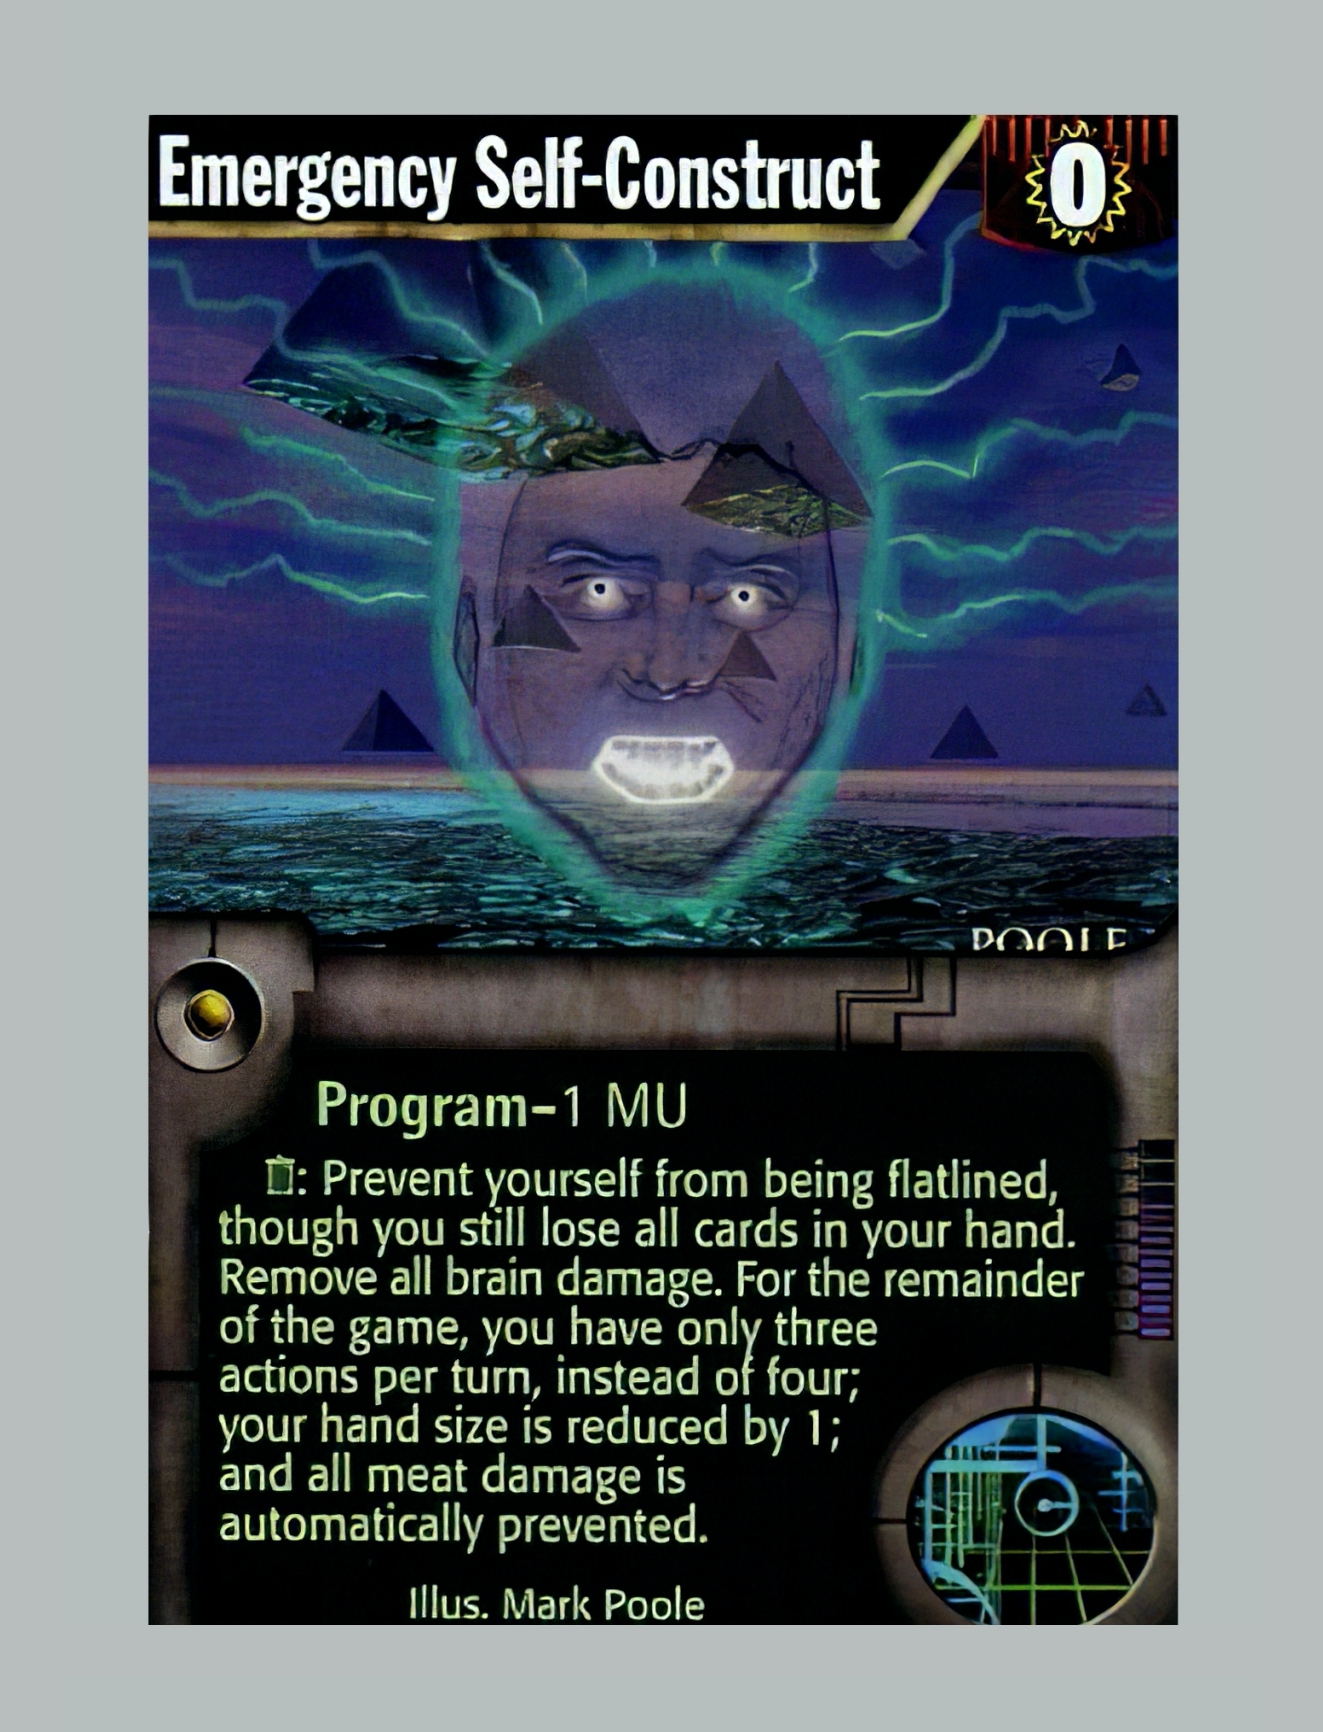 Emergency Self-Construct
0
POOLE
Program–1 MU
: Prevent yourself from being flatlined,
though you still lose all cards in your hand.
Remove all brain damage. For the remainder
of the game, you have only three
actions per turn, instead of four;
your hand size is reduced by 1;
and all meat damage is
automatically prevented.
Illus. Mark Poole